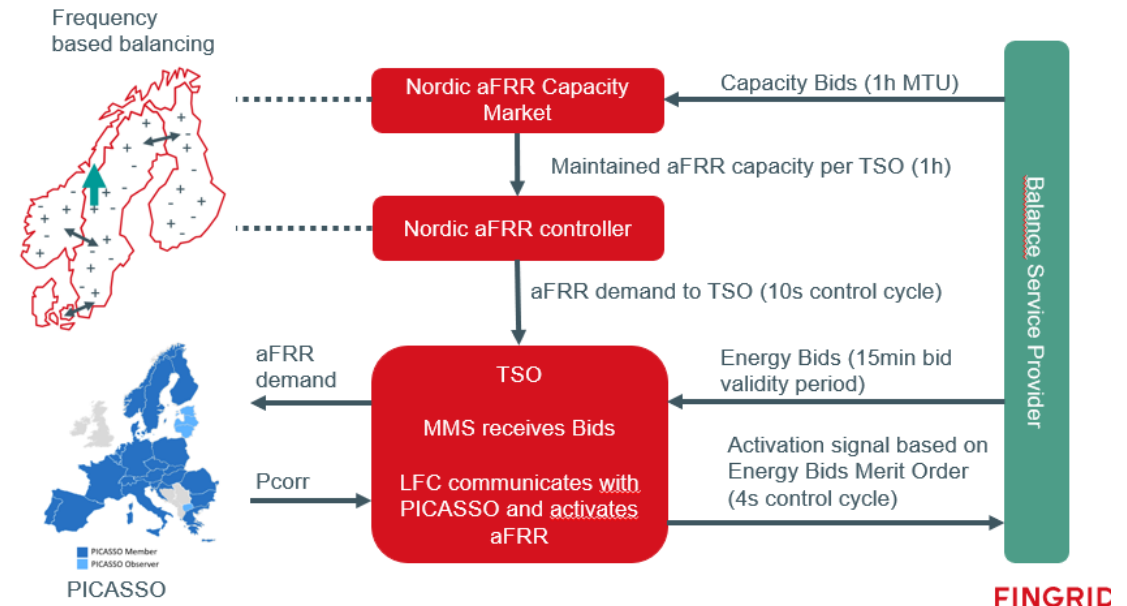 Frequency
based balancing
Nordic aFRR Capacity
Market
Capacity Bids (1h MTU)
Maintained aFRR capacity per TSO (1h)
Nordic aFRR controller
aFRR demand to TSO (10s control cycle)
Balance Service Provider
aFRR
demand
Pcorr
TSO
MMS receives Bids
LFC communicates with
PICASSO and activates
aFRR
Energy Bids (15min bid
validity period)
Activation signal based on
Energy Bids Merit Order
(4s control cycle)
PICASSO Member
PICASSO Observer
PICASSO
FINGRID